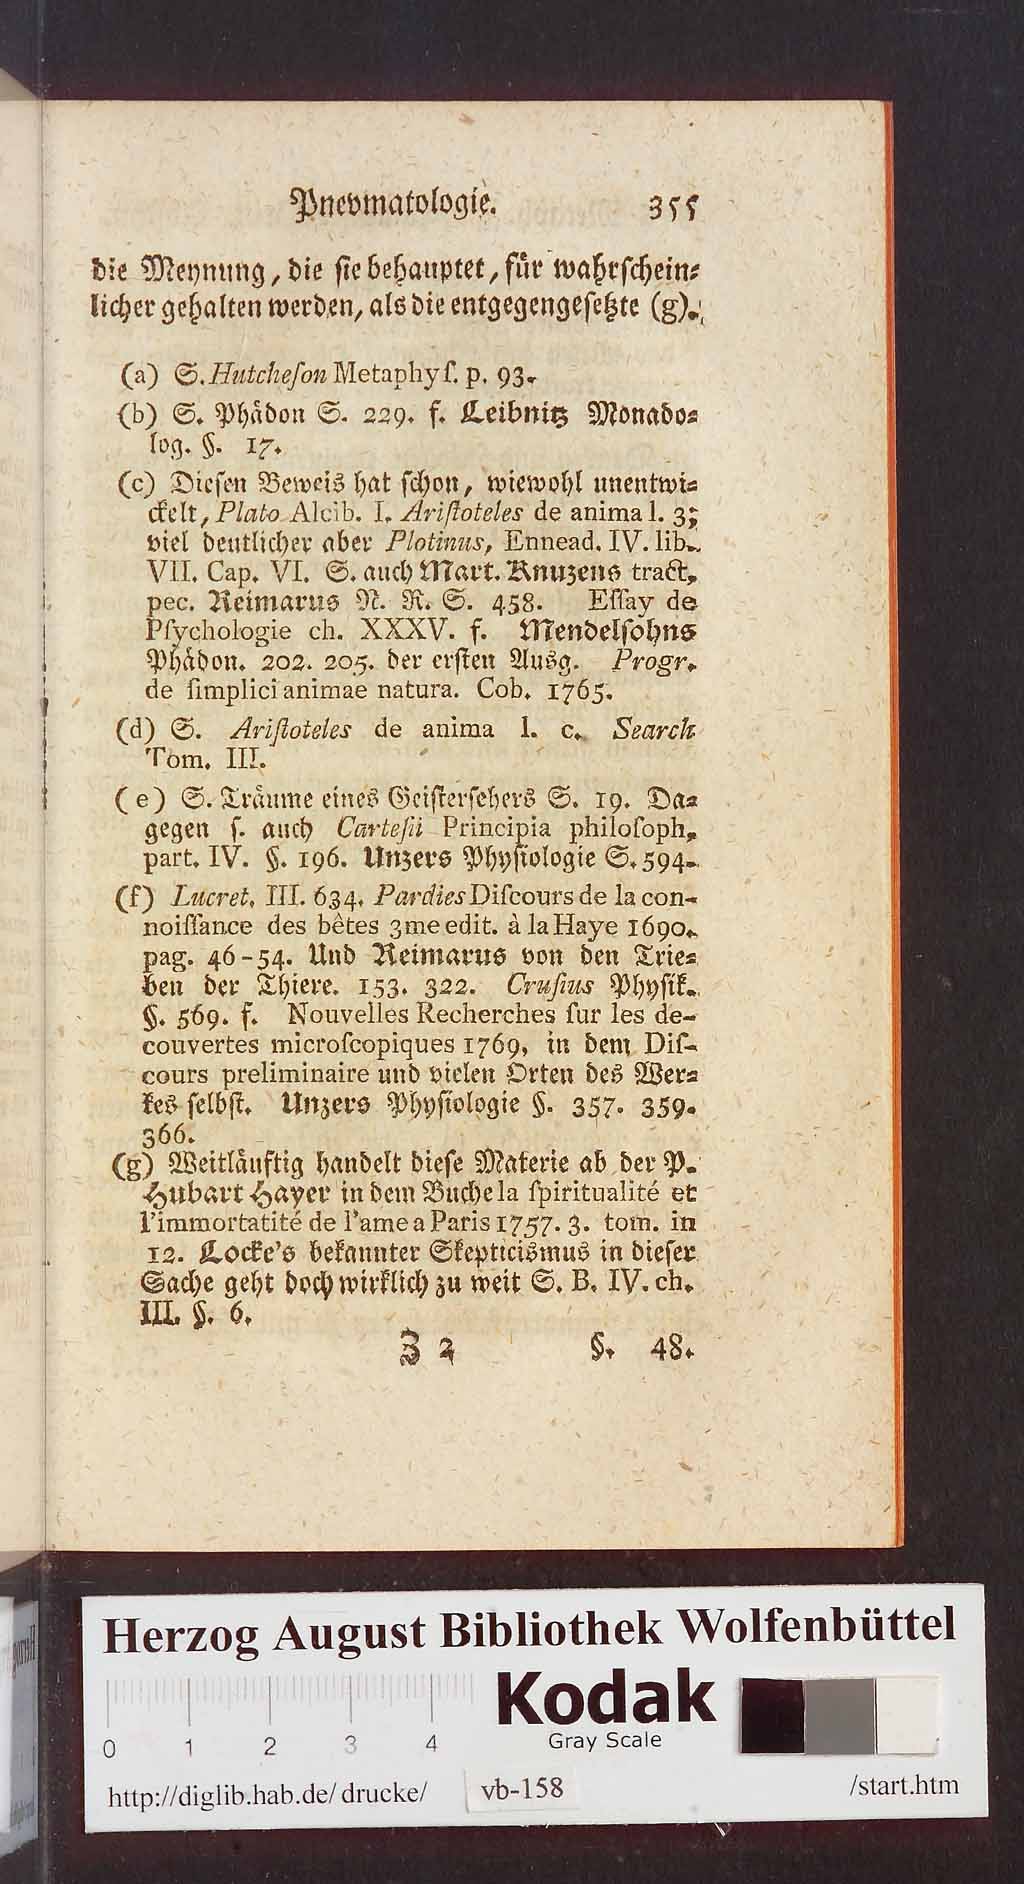 Pnevmatologie. 355
die Meynung, die sie behauptet, für wahrschein⸗
licher gehalten werden, als die entgegengesetzte (g).
(a) S. Hutcheſon Metaphyſ. p. 93.
(b) S. Phädon S. 229. f. Leibnitz Monado⸗
log. §. 17.
(c) Diesen Beweis hat schon, wiewohl unentwi⸗
ckelt, Plato Alcib. I. Ariſtoteles de anima l. 3;
viel deutlicher aber Plotinus, Ennead. IV. lib.
VII. Cap. VI. S. auch Mart. Knuzens tract.
pec. Reimarus N. R. S. 458. Eſſay de
Pſychologie ch. XXXV. f. Mendelsohns
Phädon. 202. 205. der ersten Ausg. Progr.
de ſimplici animae natura. Cob. 1765.
(d) S. Ariſtoteles de anima l. c. Search
Tom. III.
(e) S. Träume eines Geistersehers S. 19. Da⸗
gegen s. auch Carteſii Principia philoſoph.
part. IV. §. 196. Unzers Physiologie S. 594.
(f) Lucret. III. 634. Pardies Diſcours de la con-
noiſſance des bêtes 3me edit. à la Haye 1690.
pag. 46-54. Und Reimarus von den Trie⸗
ben der Thiere. 153. 322. Cruſius Physik.
§. 569. f. Nouvelles Recherches ſur les de-
couvertes microſcopiques 1769, in dem Diſ-
cours preliminaire und vielen Orten des Wer⸗
kes selbst. Unzers Physiologie §. 357. 359.
366.
(g) Weitläuftig handelt diese Materie ab der P.
Hubart Hayer in dem Buche la ſpiritualité et
l'immortatité de l'ame a Paris 1757. 3. tom. in
12. Locke's bekannter Skepticismus in dieser
Sache geht doch wirklich zu weit S. B. IV. ch.
III. §. 6.
Z 2 §. 48.
Herzog August Bibliothek Wolfenbüttel
Kodak
Gray Scale
0 1 2 3 4
http://diglib.hab.de/drucke/ vb-158 /start.htm